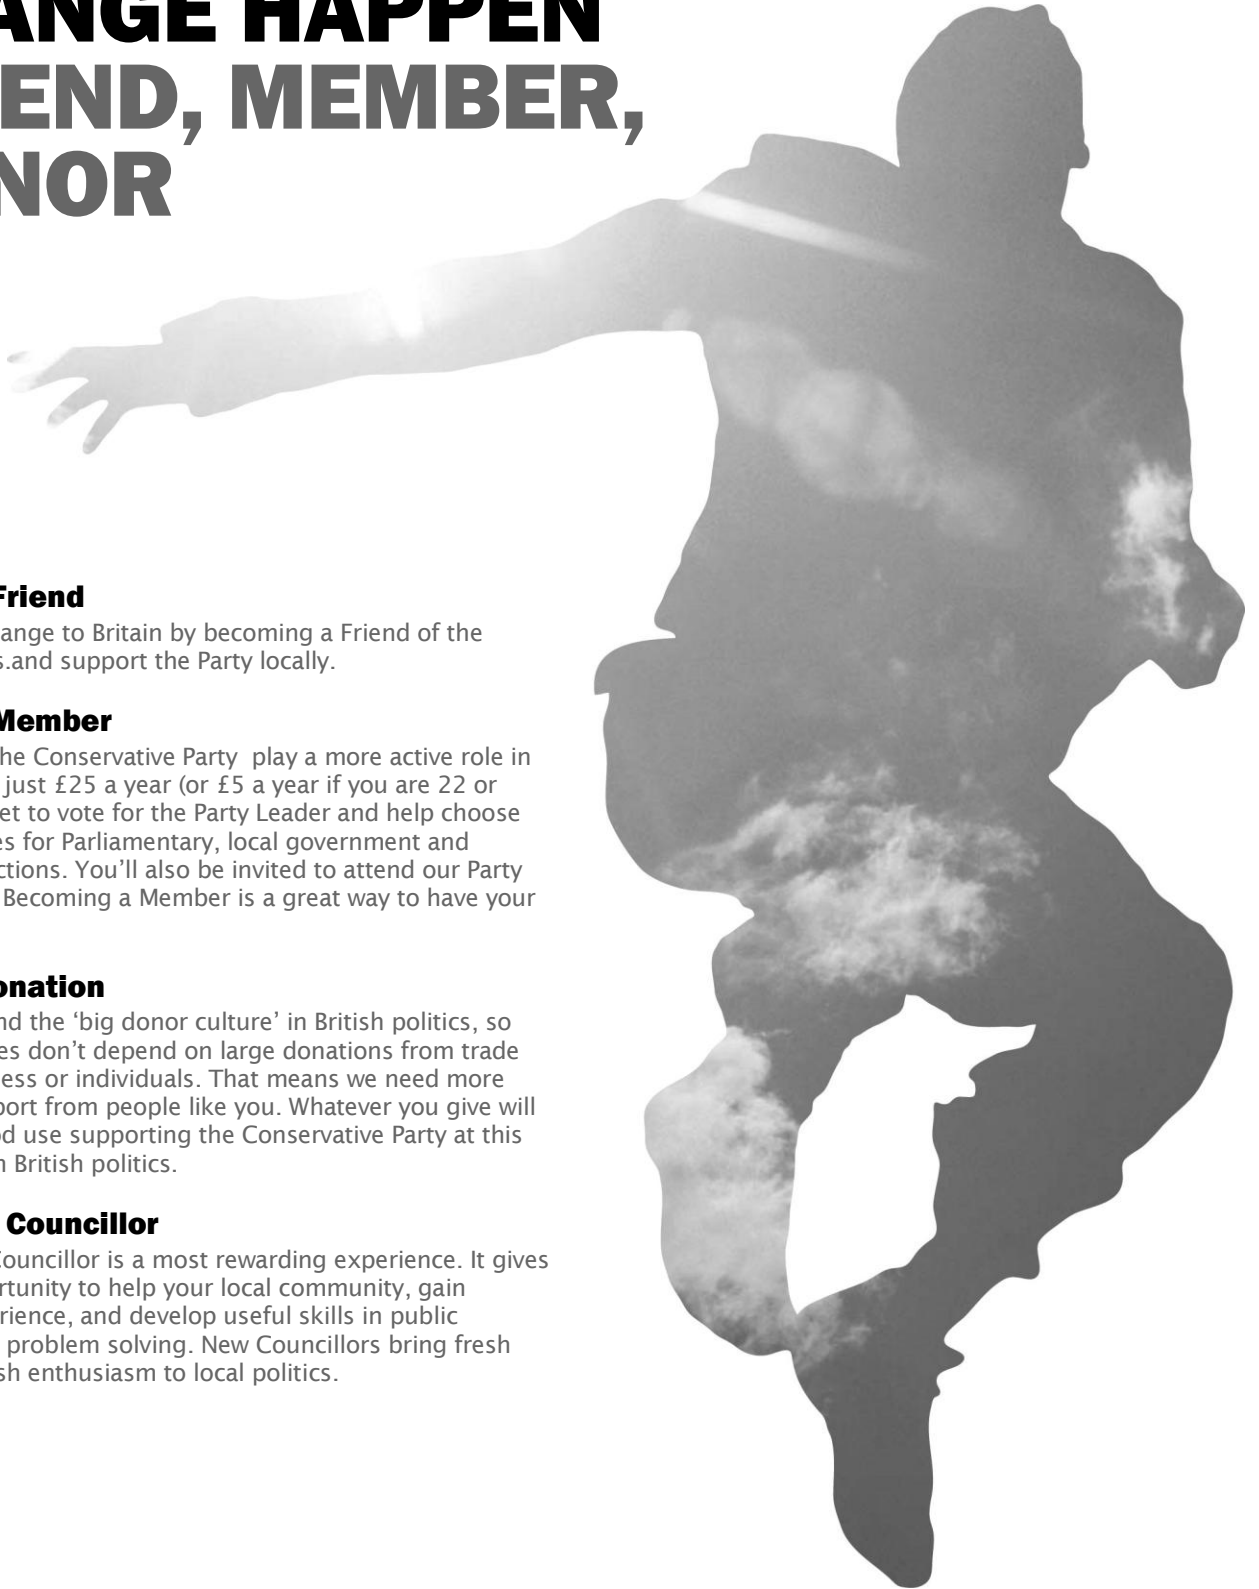 ANGE HAPPEN
END, MEMBER,
NOR
Friend
ange to Britain by becoming a Friend of the
s.and support the Party locally.
Member
he Conservative Party play a more active role in
just £25 a year (or £5 a year if you are 22 or
et to vote for the Party Leader and help choose
es for Parliamentary, local government and
ctions. You’ll also be invited to attend our Party
Becoming a Member is a great way to have your
onation
nd the ‘big donor culture’ in British politics, so
es don’t depend on large donations from trade
ess or individuals. That means we need more
port from people like you. Whatever you give will
od use supporting the Conservative Party at this
n British politics.
Councillor
Councillor is a most rewarding experience. It gives
rtunity to help your local community, gain
rience, and develop useful skills in public
problem solving. New Councillors bring fresh
sh enthusiasm to local politics.